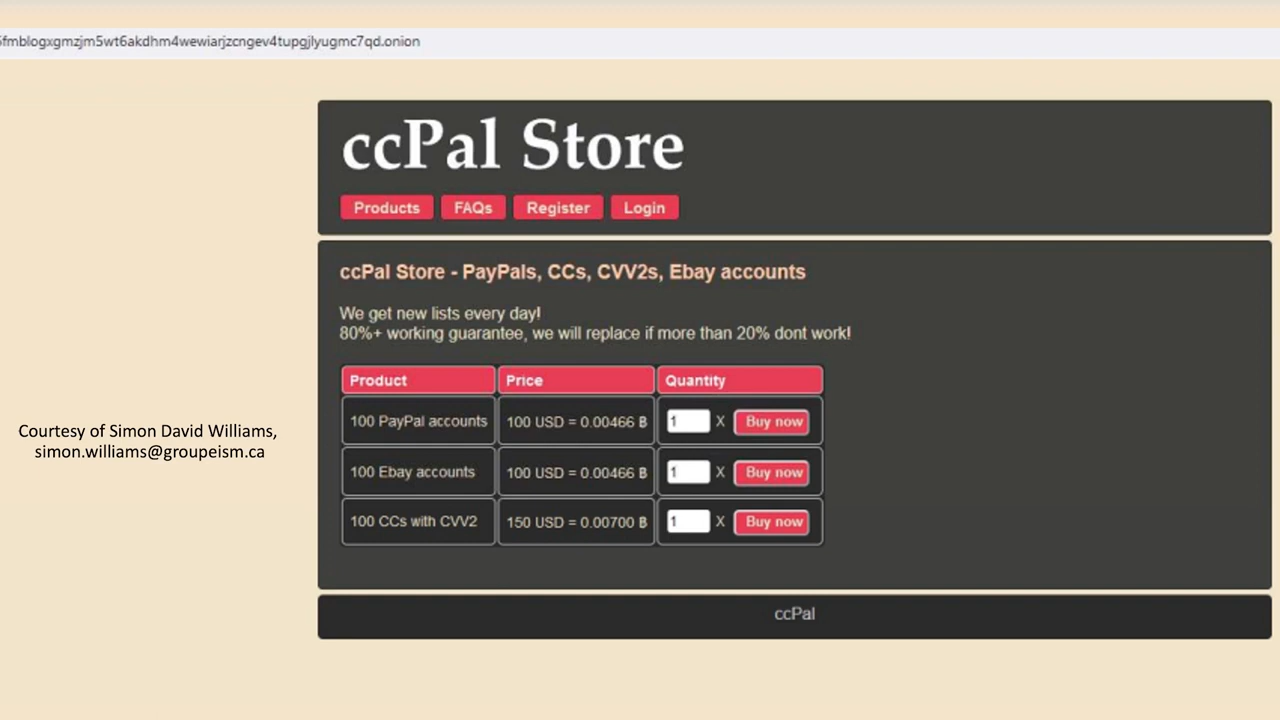 fmblogxgmzjm5wt6akdhm4wewiarjzcngev4tupgjlyugmc7qd.onion
ccPal Store
Products FAQs Register Login
ccPal Store - PayPals, CCs, CVV2s, Ebay accounts
We get new lists every day!
80%+ working guarantee, we will replace if more than 20% dont work!
Product Price Quantity
100 PayPal accounts 100 USD = 0.00466 ฿ 1 X Buy now
100 Ebay accounts 100 USD = 0.00466 ฿ 1 X Buy now
100 CCs with CVV2 150 USD = 0.00700 ฿ 1 X Buy now
ccPal
Courtesy of Simon David Williams,
simon.williams@groupeism.ca